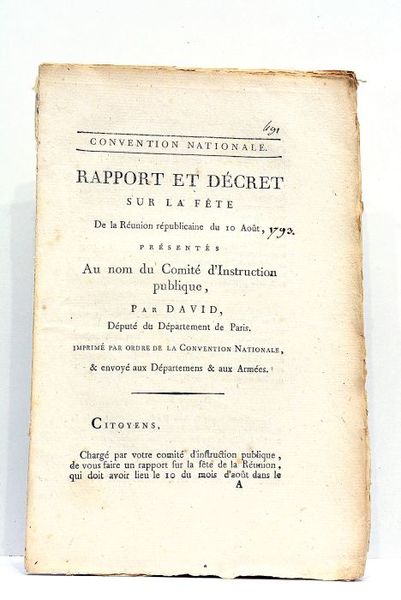 691
CONVENTION NATIONALE.
RAPPORT ET DÉCRET
SUR LA FÊTE
De la Réunion républicaine du 10 Août, 1793.
PRÉSENTÉS
Au nom du Comité d'Instruction
publique,
PAR DAVID,
Député du Département de Paris.
IMPRIMÉ PAR ORDRE DE LA CONVENTION NATIONALE,
& envoyé aux Départemens & aux Armées.
CITOYENS,
Chargé par votre comité d'inſtruction publique,
de vous faire un rapport sur la fête de la Réunion,
qui doit avoir lieu le 10 du mois d'août dans le
A